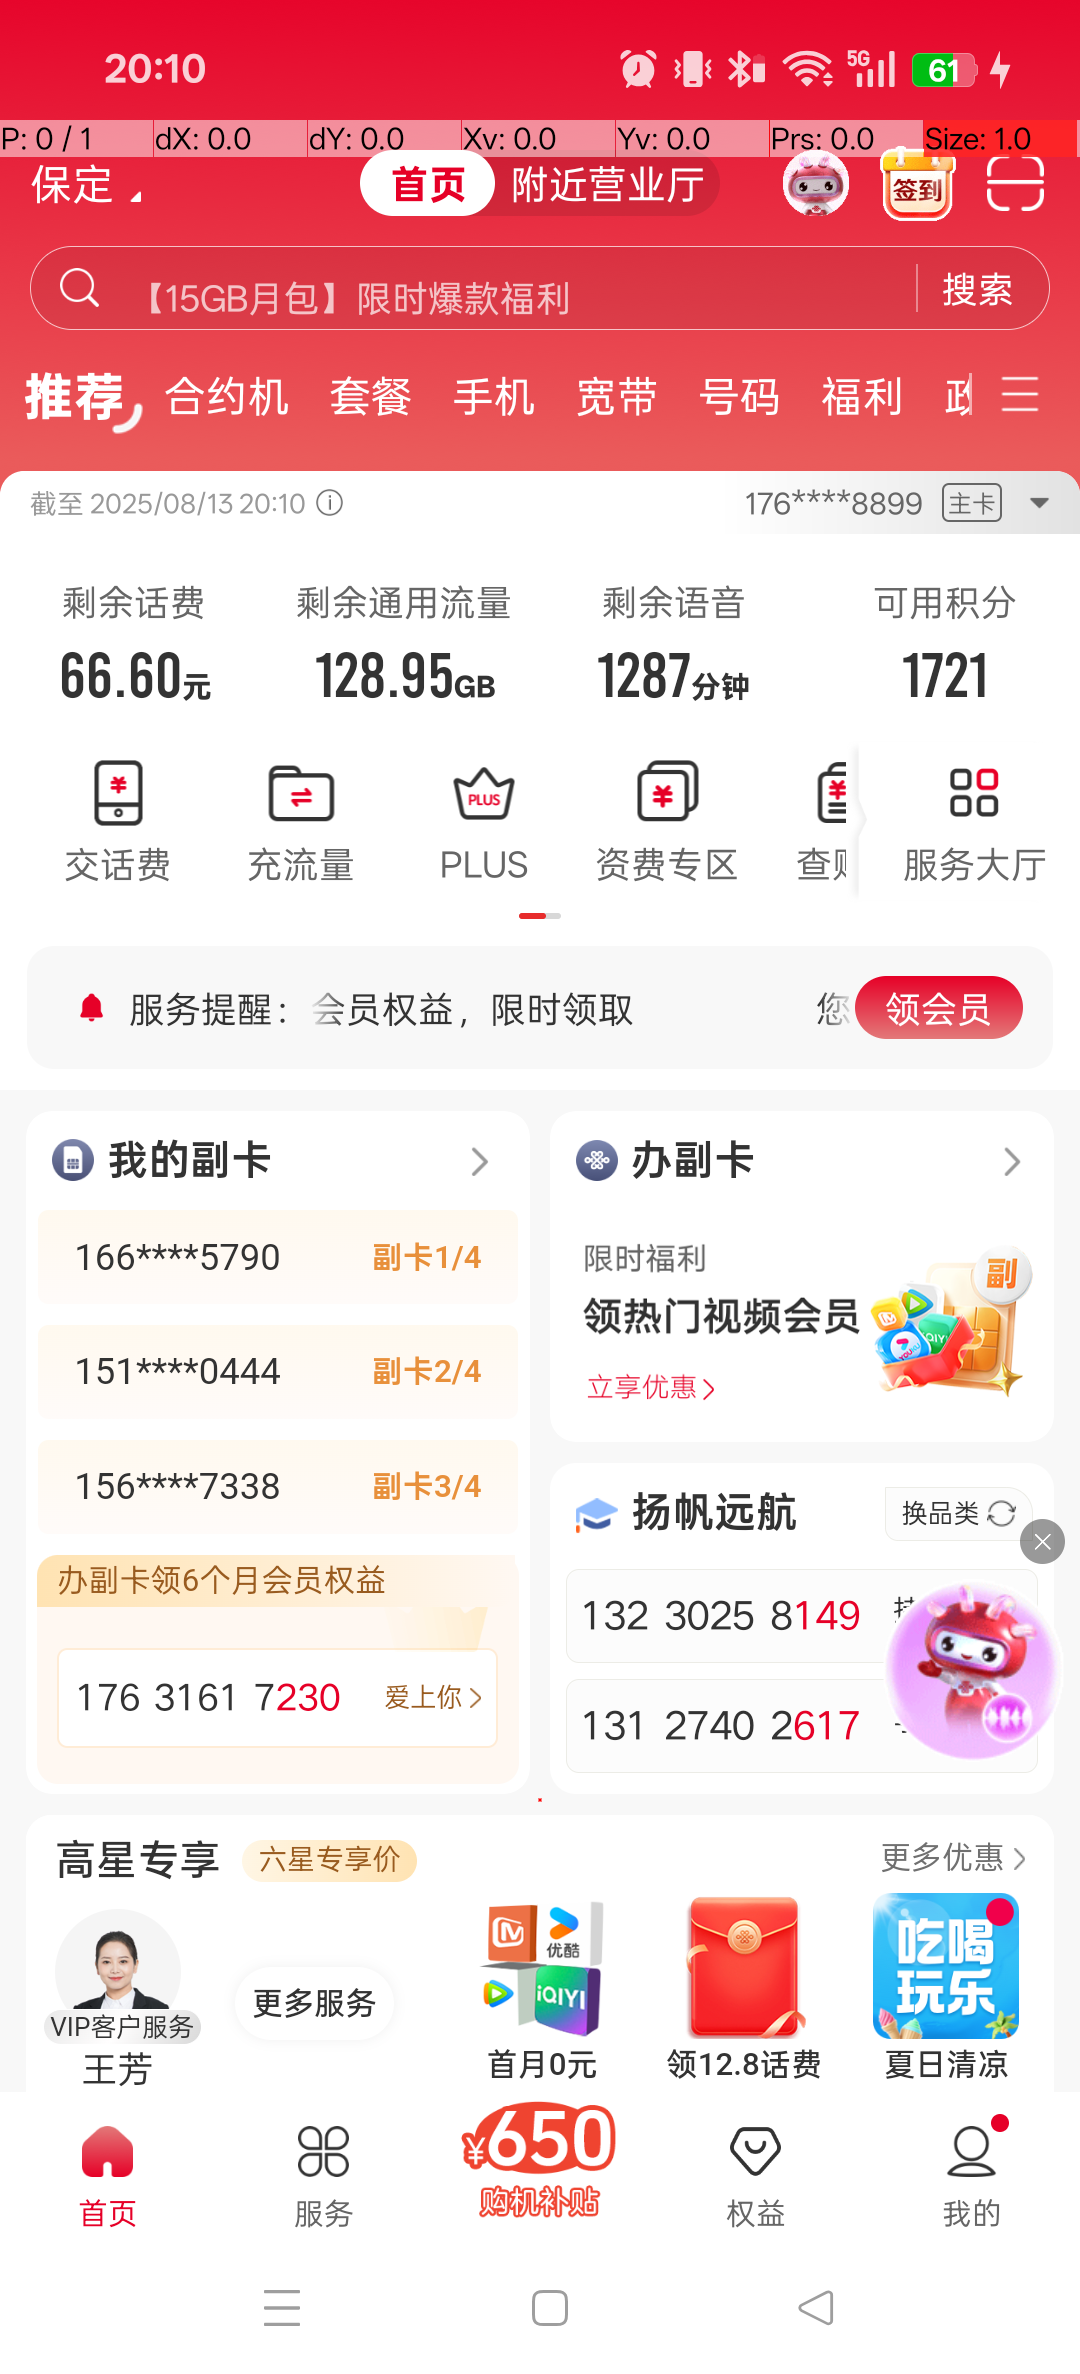 20:10
5G
61
P: 0 / 1
dX: 0.0
dY: 0.0
Xv: 0.0
Yv: 0.0
Prs: 0.0
Size: 1.0
保定
首页
附近营业厅
签到
【15GB月包】限时爆款福利
搜索
推荐
合约机
套餐
手机
宽带
号码
福利
截至 2025/08/13 20:10
176****8899
主卡
剩余话费
剩余通用流量
剩余语音
可用积分
66.60元
128.95GB
1287分钟
1721
PLUS
交话费
充流量
PLUS
资费专区
查
服务大厅
服务提醒：
会员权益，限时领取
您
领会员
我的副卡
166****5790
副卡1/4
151****0444
副卡2/4
156****7338
副卡3/4
办副卡领6个月会员权益
176 3161 7230
爱上你
办副卡
限时福利
领热门视频会员
立享优惠
副
扬帆远航
换品类
132 3025 8149
131 2740 2617
高星专享
六星专享价
更多优惠
VIP客户服务
王芳
更多服务
优酷
iQIYI
首月0元
领12.8话费
吃喝
玩乐
夏日清凉
首页
服务
¥650
购机补贴
权益
我的